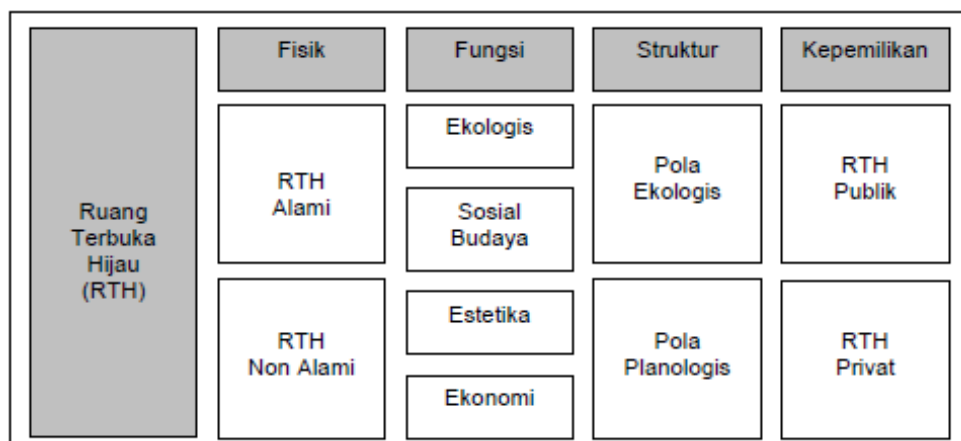 Ruang
Terbuka
Hijau
(RTH)
Fisik
RTH
Alami
RTH
Non Alami
Fungsi
Ekologis
Sosial
Budaya
Estetika
Ekonomi
Struktur
Pola
Ekologis
Pola
Planologis
Kepemilikan
RTH
Publik
RTH
Privat